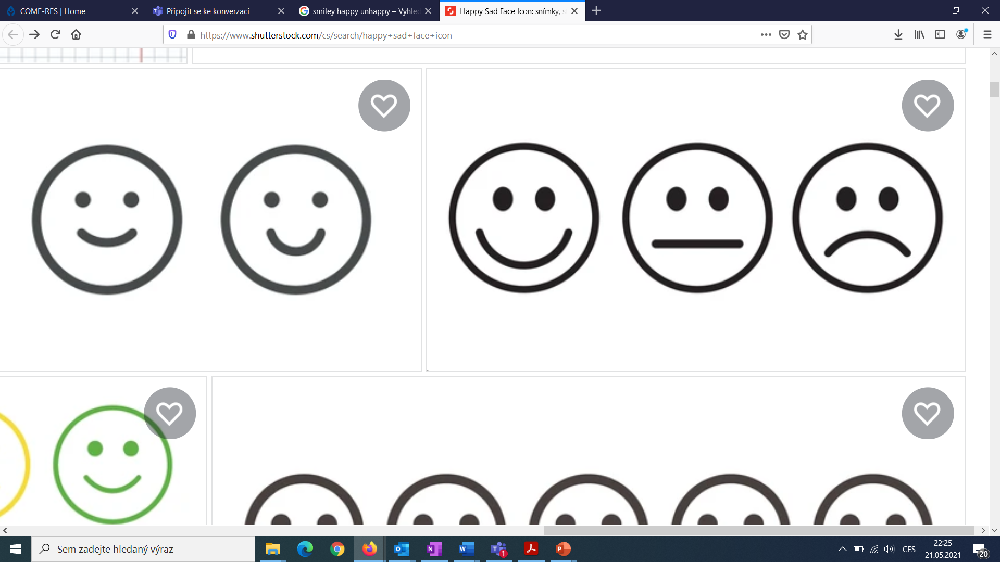 COME-RES | Home
Připojit se ke konverzaci
smiley happy unhappy – Vyhled
Happy Sad Face Icon: snímky, s
https://www.shutterstock.com/cs/search/happy+sad+face+icon
Sem zadejte hledaný výraz
1
CES
22:25
21.05.2021
20